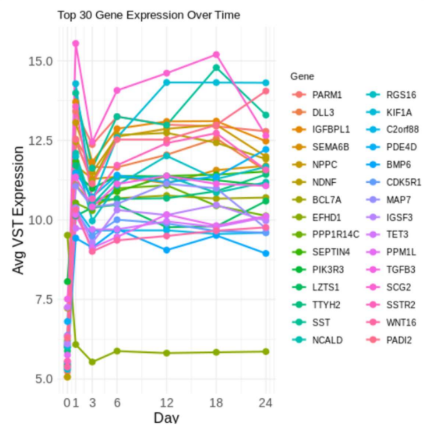 Top 30 Gene Expression Over Time
15.0
12.5
10.0
7.5
5.0
Avg VST Expression
0 1 3 6 12 18 24
Day
Gene
PARM1
DLL3
IGFBPL1
SEMA6B
NPPC
NDNF
BCL7A
EFHD1
PPP1R14C
SEPTIN4
PIK3R3
LZTS1
TTYH2
SST
NCALD
RGS16
KIF1A
C2orf88
PDE4D
BMP6
CDK5R1
MAP7
IGSF3
TET3
PPM1L
TGFB3
SCG2
SSTR2
WNT16
PADI2